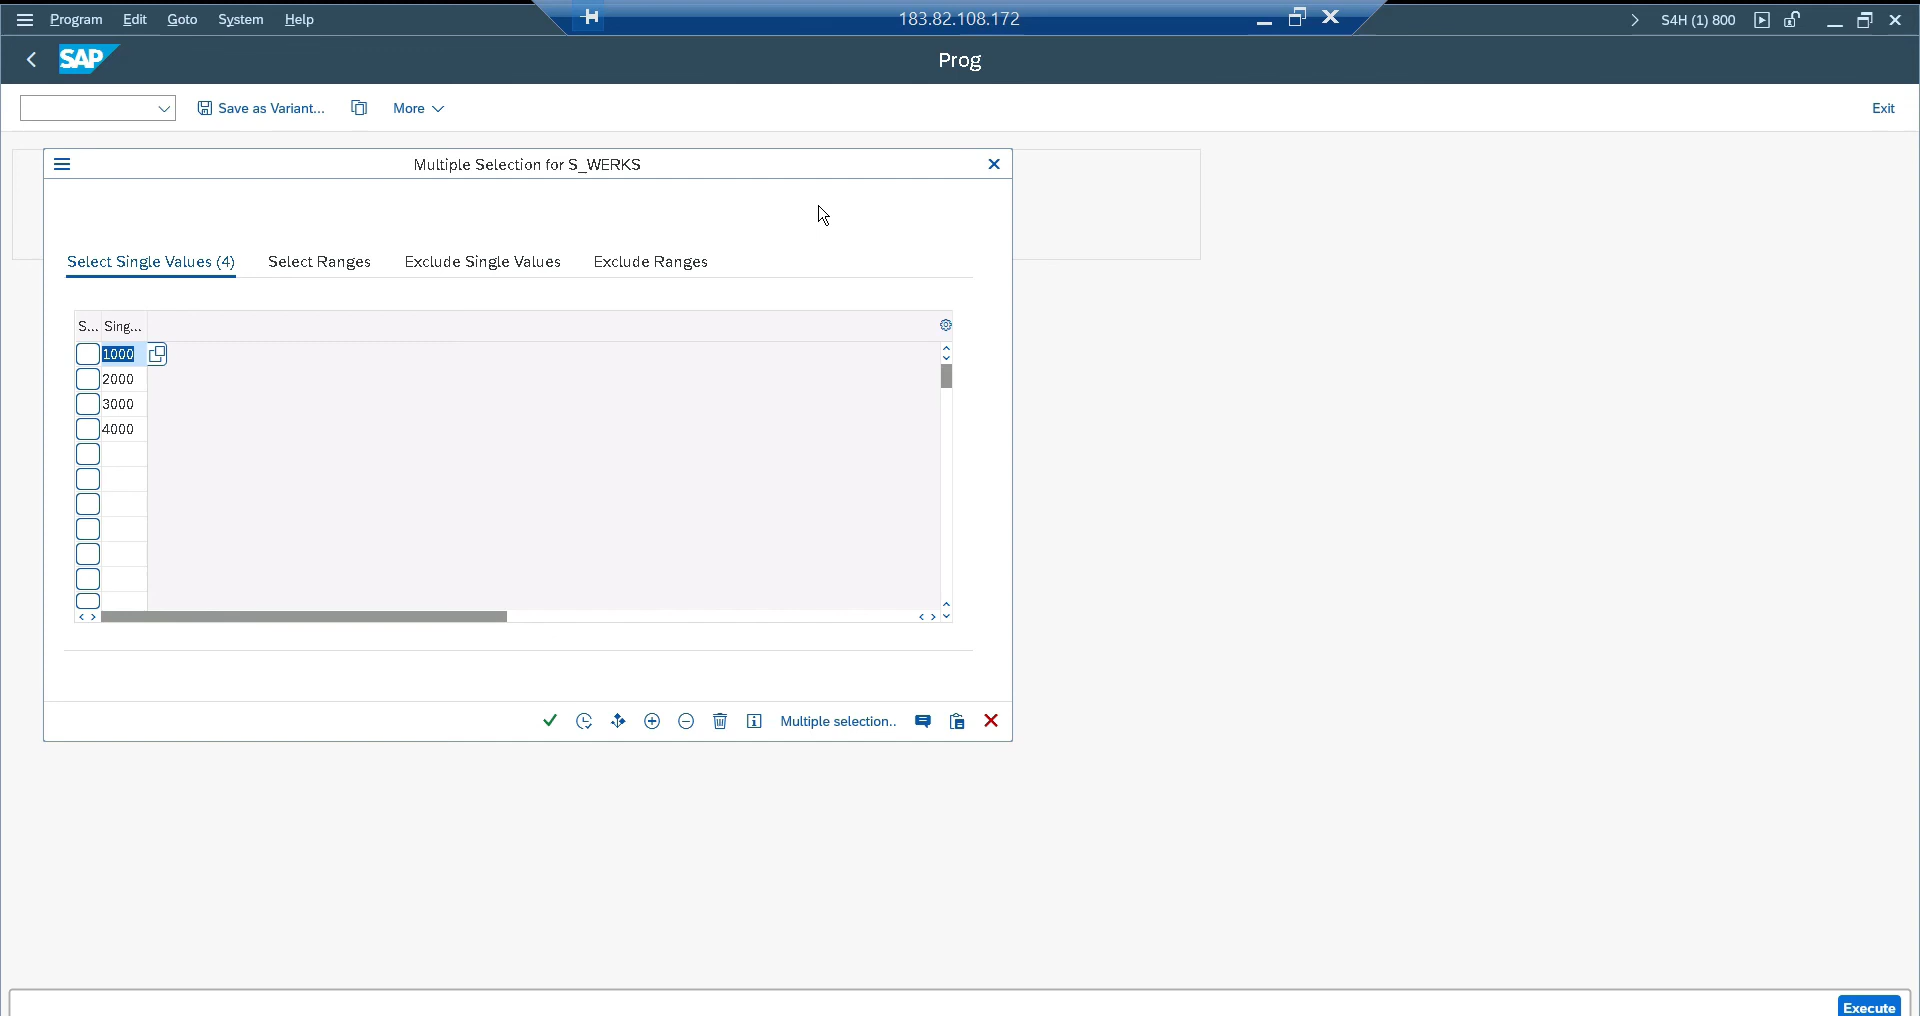 Program Edit Goto System Help 183.82.108.172 S4H (1) 800
SAP Prog
Save as Variant... More Exit
Multiple Selection for S_WERKS
Select Single Values (4) Select Ranges Exclude Single Values Exclude Ranges
S... Sing...
1000
2000
3000
4000
Multiple selection..
Execute